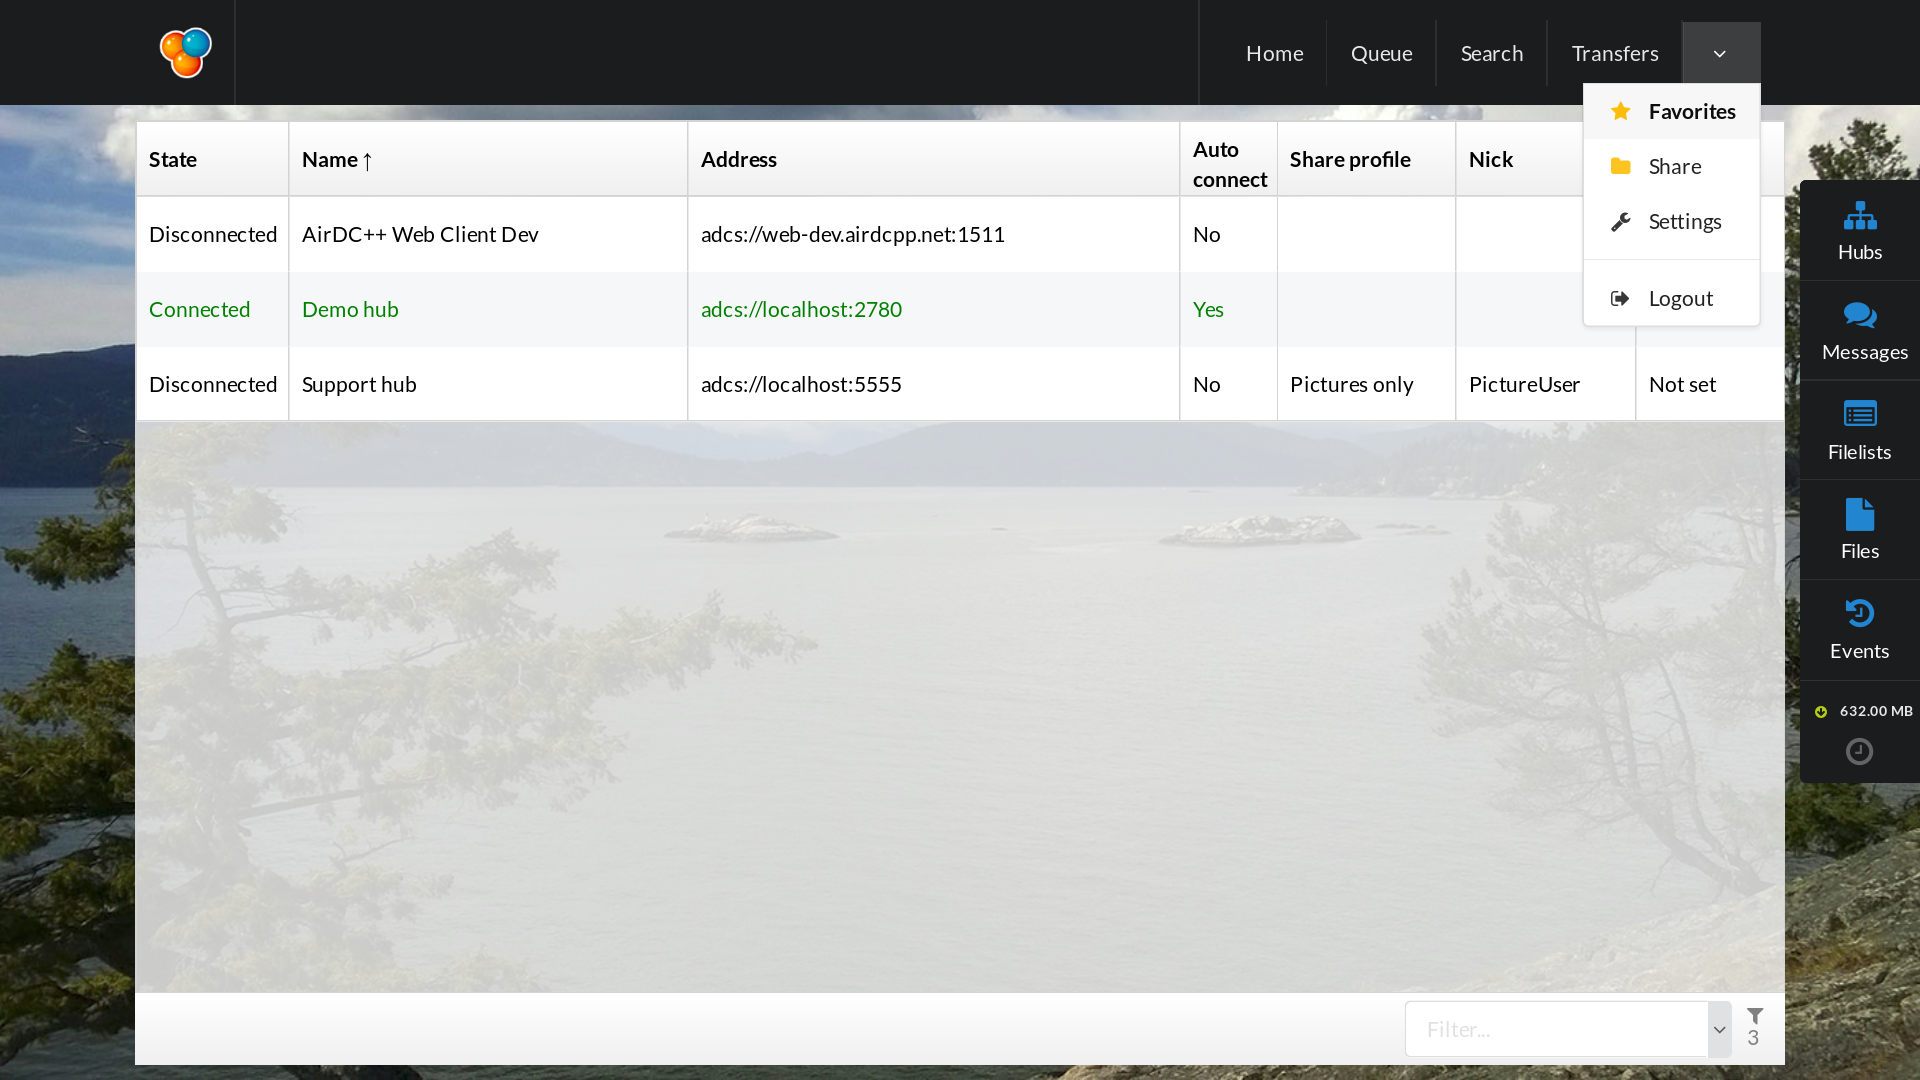 Home Queue Search Transfers
Favorites
Share
Settings
Logout
State Name ↑ Address Auto connect Share profile Nick
Disconnected AirDC++ Web Client Dev adcs://web-dev.airdcpp.net:1511 No
Connected Demo hub adcs://localhost:2780 Yes
Disconnected Support hub adcs://localhost:5555 No Pictures only PictureUser Not set
Hubs
Messages
Filelists
Files
Events
632.00 MB
Filter...
3